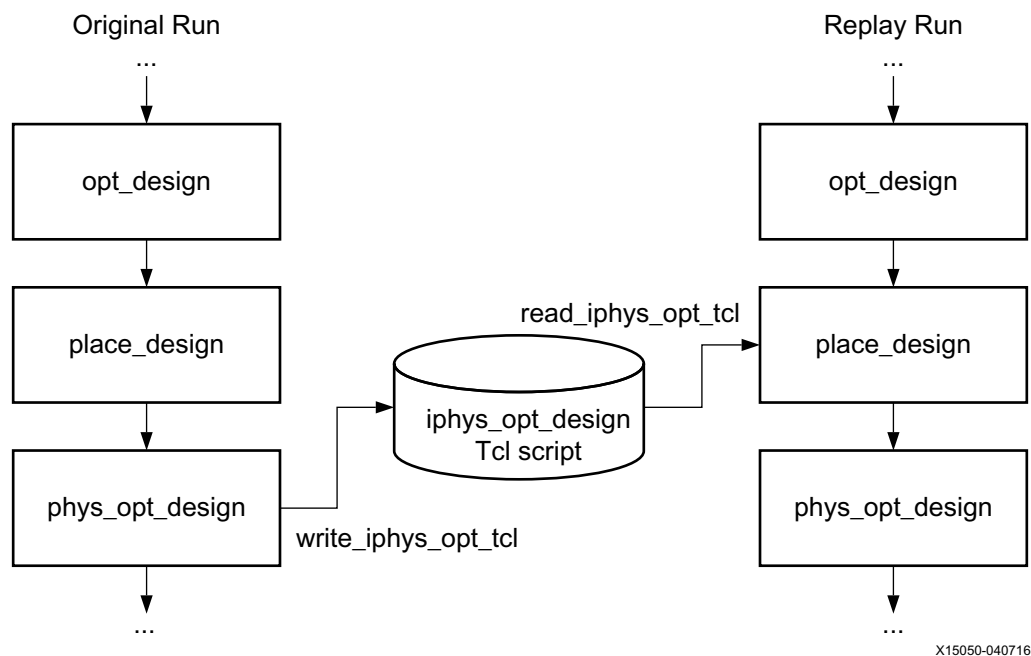 Original Run
...
opt_design
place_design
phys_opt_design
...
write_iphys_opt_tcl
iphys_opt_design
Tcl script
read_iphys_opt_tcl
Replay Run
...
opt_design
place_design
phys_opt_design
...
X15050-040716